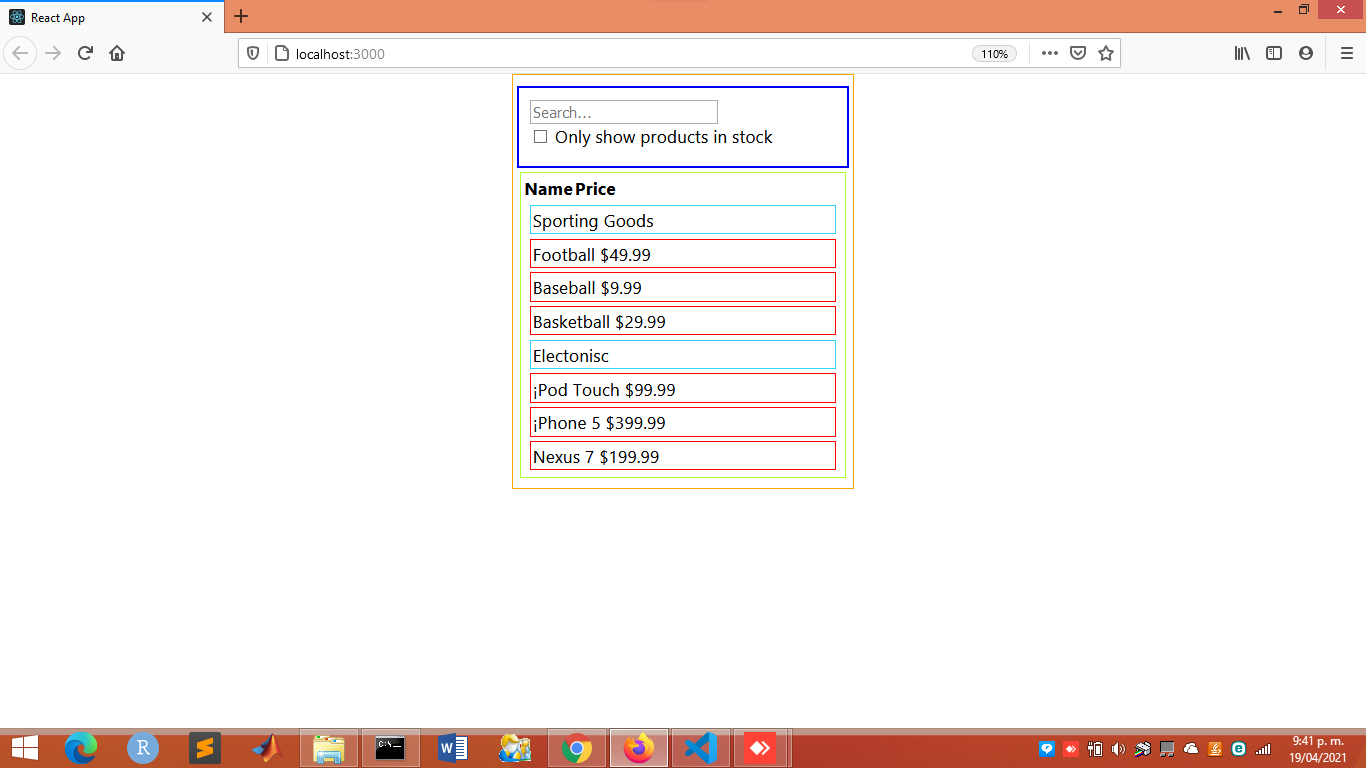 React App
localhost:3000
110%
Search...
Only show products in stock
Name Price
Sporting Goods
Football $49.99
Baseball $9.99
Basketball $29.99
Electonisc
¡Pod Touch $99.99
¡Phone 5 $399.99
Nexus 7 $199.99
9:41 p. m.
19/04/2021